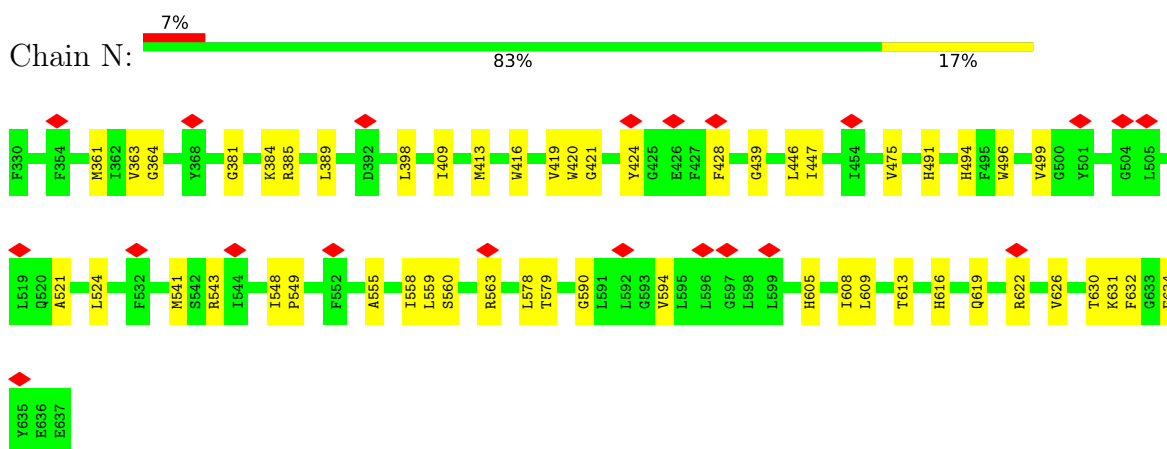 7%
Chain N:
83% 17%
F330 F354 M361 I362 V363 G364 Y368 G381 K384 R385 L389 D392 L398 I409 M413 W416 V419 W420 G421 Y424 G425 E426 F427 F428 G439 L446 I447 I454 V475 H491 H494 F495 W496 V499 G500 Y501 G504 L505
L519 Q520 A521 L524 F532 M541 S542 R543 I544 I548 P549 F552 A555 I558 L559 S560 R563 L578 T579 G590 L591 L592 G593 V594 L595 L596 G597 L598 L599 H605 I608 L609 T613 H616 Q619 R622 V626 T630 K631 F632 G633
Y635 E636 E637